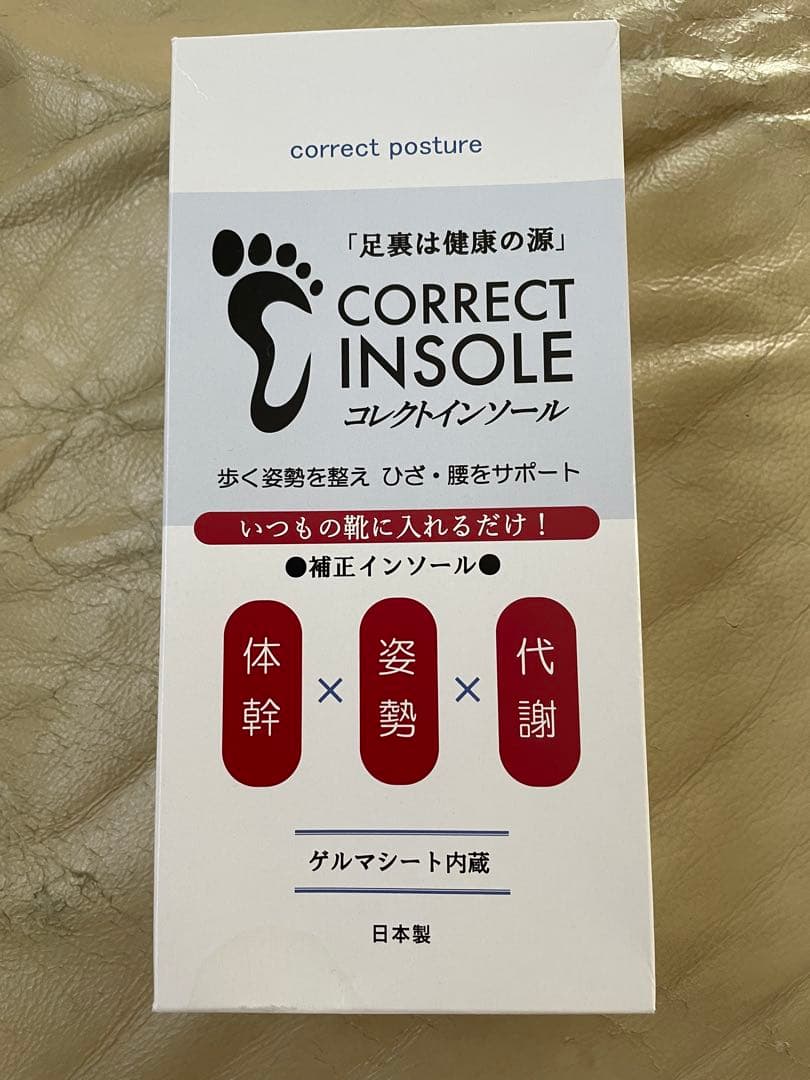 correct posture
「足裏は健康の源」
CORRECT
INSOLE
コレクトインソール
歩く姿勢を整え ひざ・腰をサポート
いつもの靴に入れるだけ！
●補正インソール●
体幹×姿勢×代謝
ゲルマシート内蔵
日本製